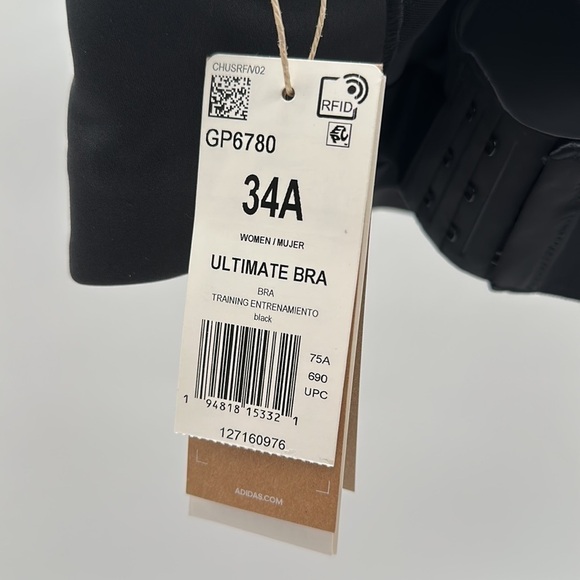 CHUSRF/V02
RFID
GP6780
34A
WOMEN / MUJER
ULTIMATE BRA
BRA
TRAINING ENTRENAMIENTO
black
75A
690
UPC
1 94818 15332 1
127160976
ADIDAS.COM